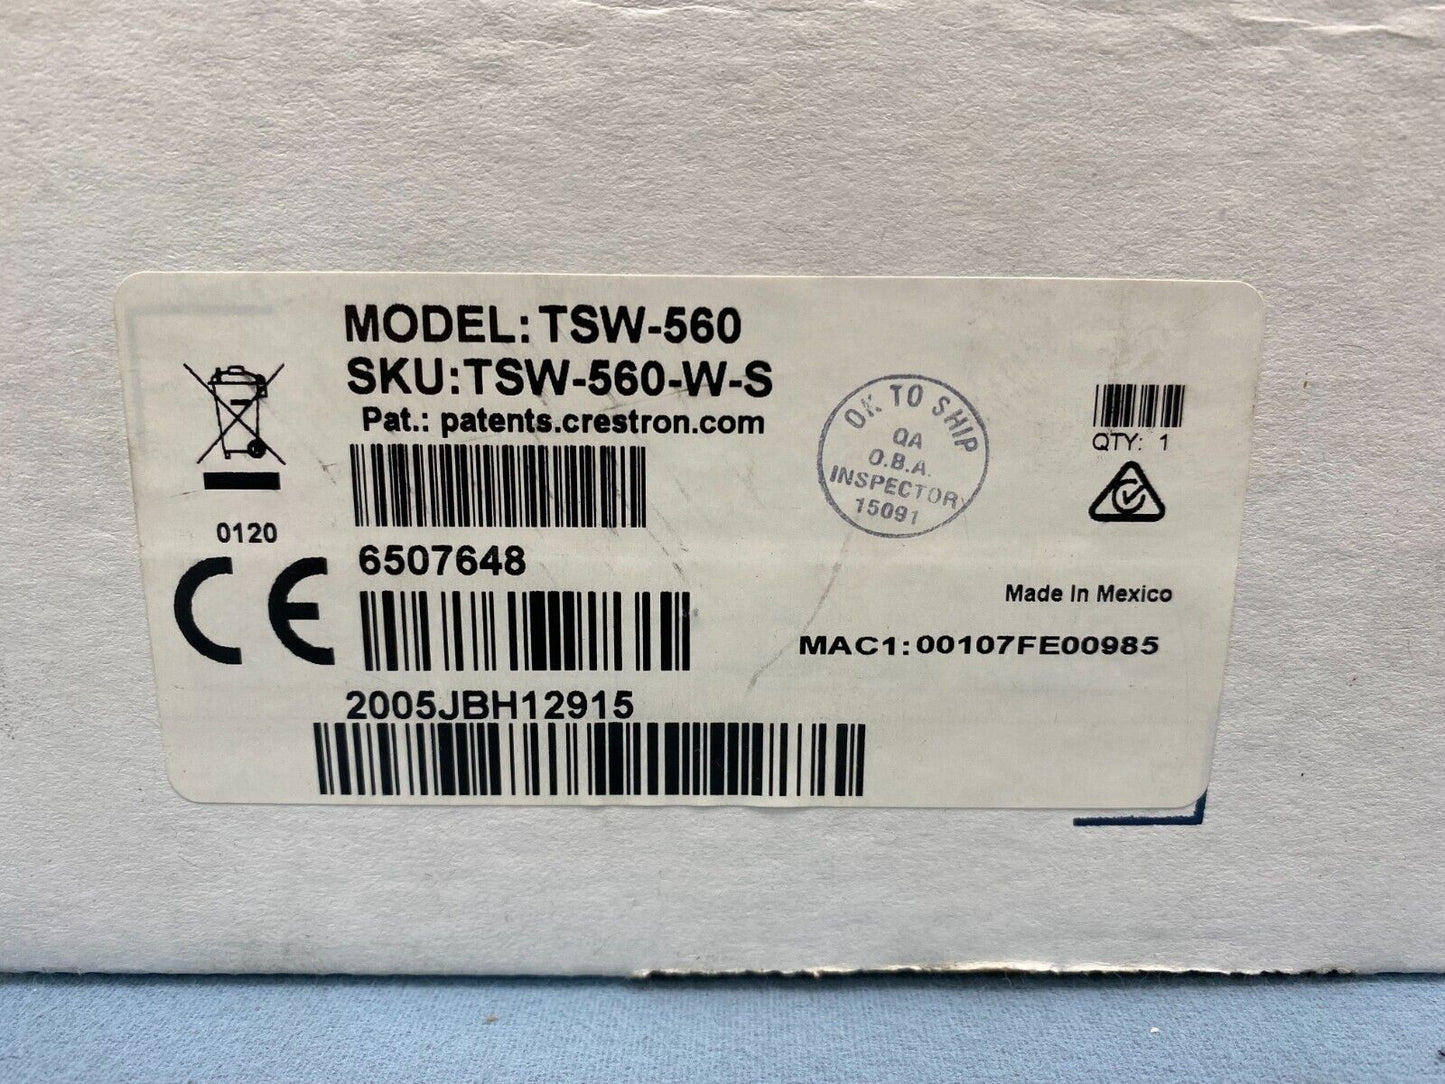 MODEL: TSW-560
SKU:TSW-560-W-S
Pat.: patents.crestron.com
OK TO SHIP
QA
O.B.A.
INSPECTOR
15091
QTY: 1
0120
CE
6507648
Made In Mexico
MAC1: 00107FE00985
2005JBH12915